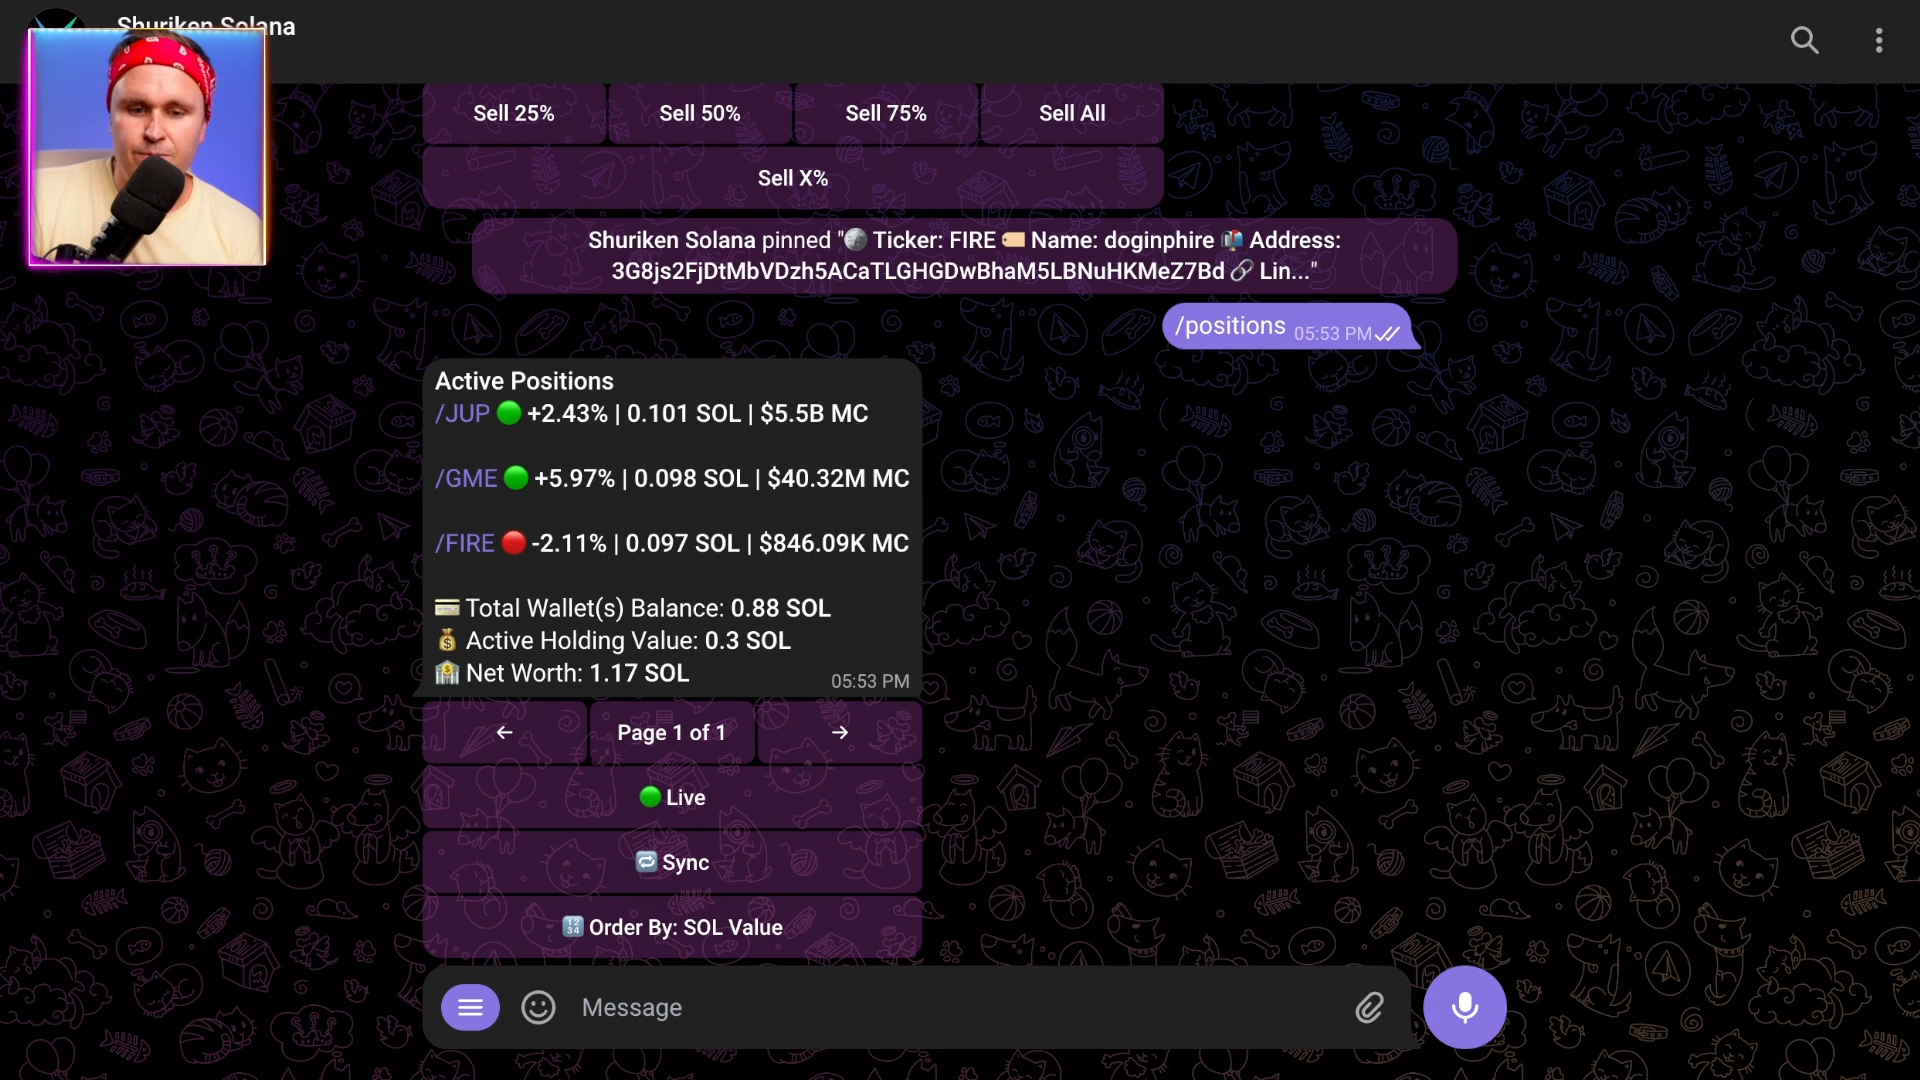 Shuriken Solana
Sell 25% Sell 50% Sell 75% Sell All
Sell X%
Shuriken Solana pinned "🌑 Ticker: FIRE 🏷️ Name: doginphire 📬 Address:
3G8js2FjDtMbVDzh5ACaTLGHGDwBhaM5LBNuHKMeZ7Bd 🔗 Lin..."
/positions 05:53 PM
Active Positions
/JUP 🟢 +2.43% | 0.101 SOL | $5.5B MC
/GME 🟢 +5.97% | 0.098 SOL | $40.32M MC
/FIRE 🔴 -2.11% | 0.097 SOL | $846.09K MC
💳 Total Wallet(s) Balance: 0.88 SOL
💰 Active Holding Value: 0.3 SOL
🏦 Net Worth: 1.17 SOL
05:53 PM
← Page 1 of 1 →
🟢 Live
🔁 Sync
🔢 Order By: SOL Value
Message